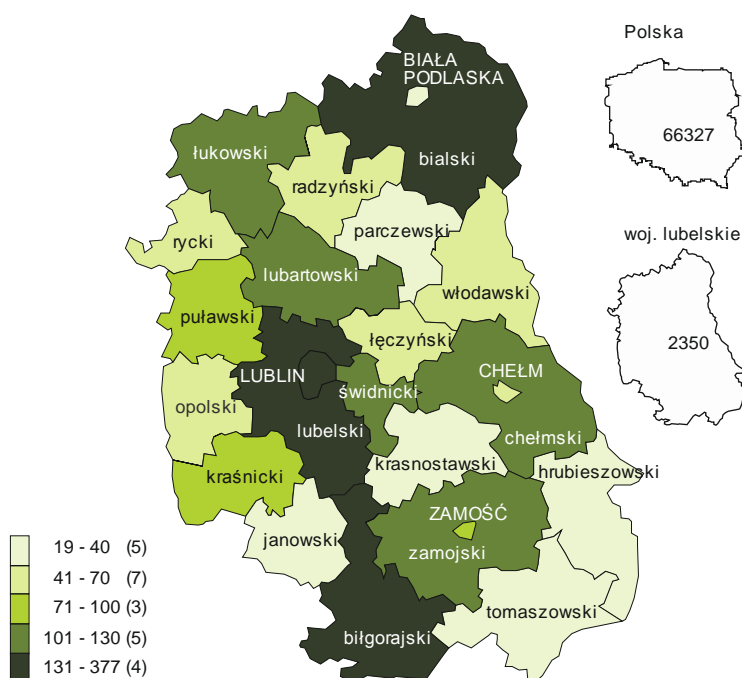 Polska
66327
woj. lubelskie
2350
BIAŁA
PODLASKA
bialski
łukowski
radzyński
parczewski
rycki
lubartowski
włodawski
puławski
łęczyński
LUBLIN
świdnicki
CHEŁM
opolski
lubelski
chełmski
krasnostawski
hrubieszowski
kraśnicki
ZAMOŚĆ
zamojski
janowski
tomaszowski
biłgorajski
19 - 40 (5)
41 - 70 (7)
71 - 100 (3)
101 - 130 (5)
131 - 377 (4)